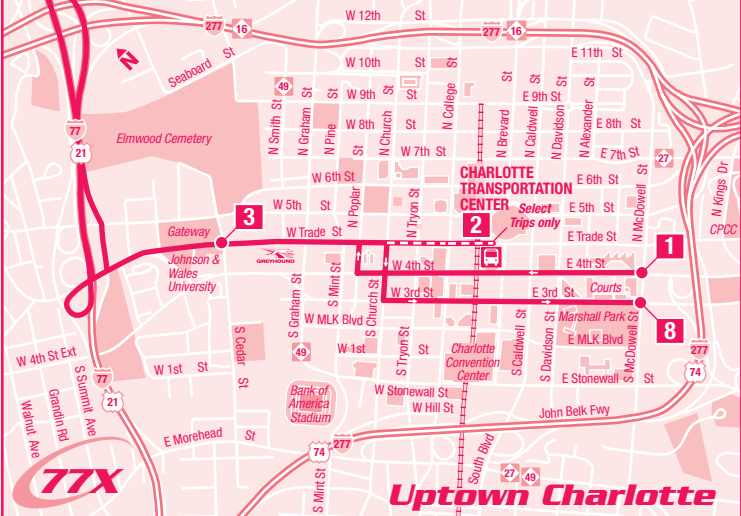 W 12th St
277
16
277
16
E 11th St
W 10th St
Seaboard St
N
49
W 9th St
E 9th St
N Smith St
N Graham St
N Pine St
N Church St
N College St
N Brevard St
N Caldwell St
N Davidson St
N Alexander St
77
21
Elmwood Cemetery
W 8th St
E 8th St
W 7th St
E 7th St
27
W 6th St
CHARLOTTE
TRANSPORTATION
CENTER
E 6th St
N Kings Dr
W 5th St
N Poplar St
N Tryon St
Select
Trips only
E 5th St
N McDowell St
CPCC
3
2
Gateway
W Trade St
E Trade St
1
Johnson &
Wales
University
GREYHOUND
W 4th St
E 4th St
S Mint St
Courts
W 3rd St
E 3rd St
S Graham St
S Church St
Marshall Park
8
W MLK Blvd
E MLK Blvd
S Cedar St
S Tryon St
S Caldwell St
S Davidson St
S McDowell St
W 4th St Ext
W 1st St
49
W 1st St
Charlotte
Convention
Center
277
74
77
21
S Summit Ave
Grandin Rd
Walnut Ave
Bank of
America
Stadium
W Stonewall St
E Stonewall St
W Hill St
John Belk Fwy
E Morehead St
74
277
South Blvd
S Mint St
27
49
77X
Uptown Charlotte